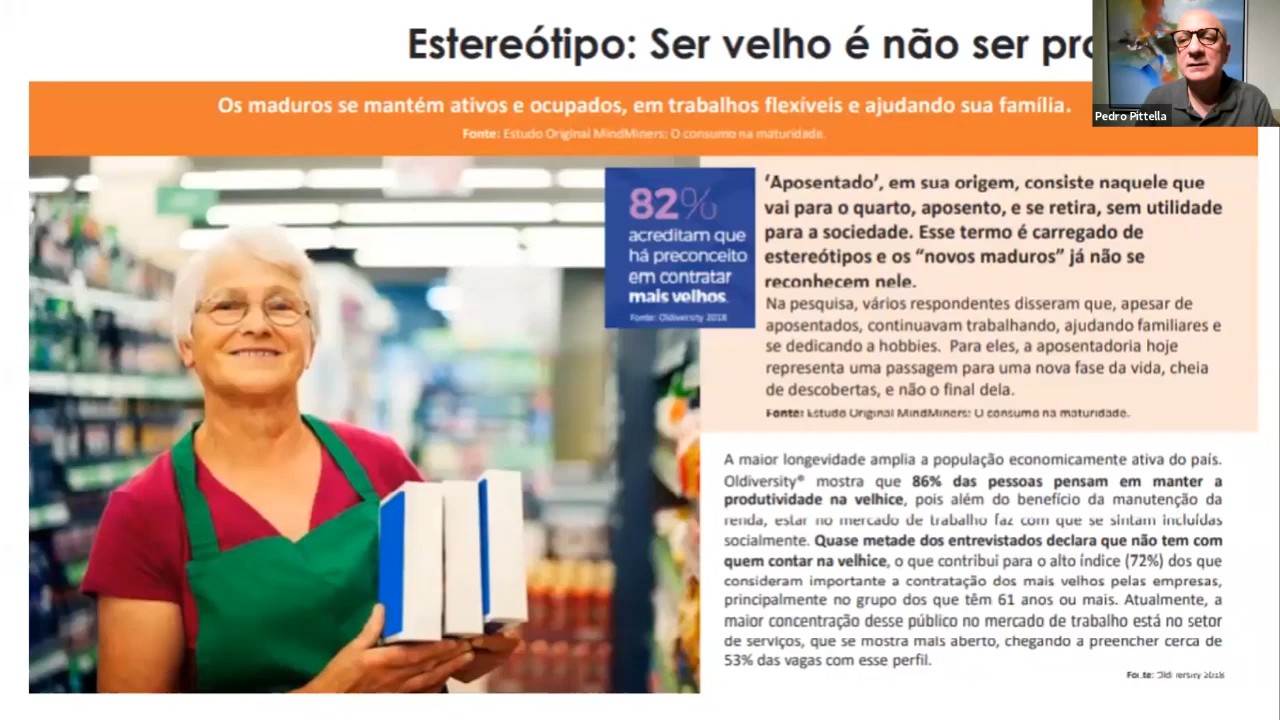 Estereótipo: Ser velho é não ser pro
Pedro Pittella
Os maduros se mantém ativos e ocupados, em trabalhos flexíveis e ajudando sua família.
Fonte: Estudo Original MindMiners: O consumo na maturidade.
82%
acreditam que
há preconceito
em contratar
mais velhos.
Fonte: Oldiversity 2018
‘Aposentado’, em sua origem, consiste naquele que
vai para o quarto, aposento, e se retira, sem utilidade
para a sociedade. Esse termo é carregado de
estereótipos e os “novos maduros” já não se
reconhecem nele.
Na pesquisa, vários respondentes disseram que, apesar de
aposentados, continuavam trabalhando, ajudando familiares e
se dedicando a hobbies. Para eles, a aposentadoria hoje
representa uma passagem para uma nova fase da vida, cheia
de descobertas, e não o final dela.
Fonte: Estudo Original MindMiners: O consumo na maturidade.
A maior longevidade amplia a população economicamente ativa do país.
Oldiversity® mostra que 86% das pessoas pensam em manter a
produtividade na velhice, pois além do benefício da manutenção da
renda, estar no mercado de trabalho faz com que se sintam incluídas
socialmente. Quase metade dos entrevistados declara que não tem com
quem contar na velhice, o que contribui para o alto índice (72%) dos que
consideram importante a contratação dos mais velhos pelas empresas,
principalmente no grupo dos que têm 61 anos ou mais. Atualmente, a
maior concentração desse público no mercado de trabalho está no setor
de serviços, que se mostra mais aberto, chegando a preencher cerca de
53% das vagas com esse perfil.
Fonte: Oldiversity 2018